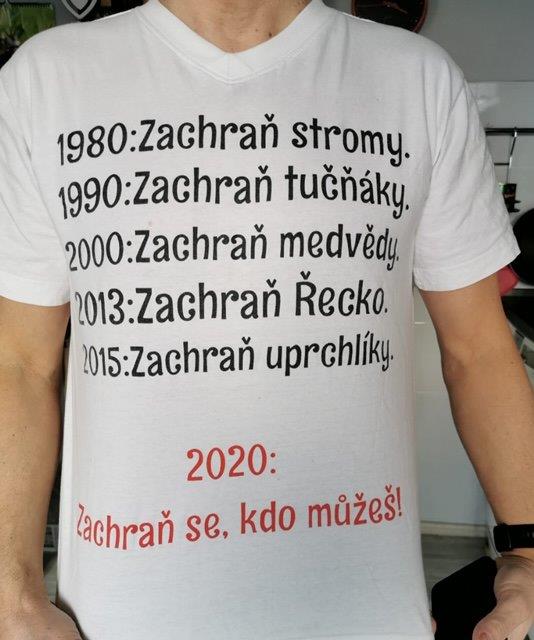 1980:Zachraň stromy.
1990:Zachraň tučňáky.
2000:Zachraň medvědy.
2013:Zachraň Řecko.
2015:Zachraň uprchlíky.
2020:
Zachraň se, kdo můžeš!